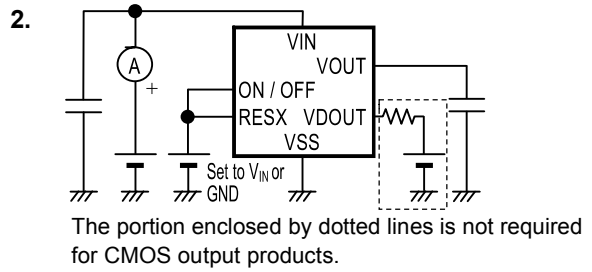 2.
VIN
VOUT
A
+
ON / OFF
RESX VDOUT
VSS
Set to VIN or
GND
The portion enclosed by dotted lines is not required
for CMOS output products.